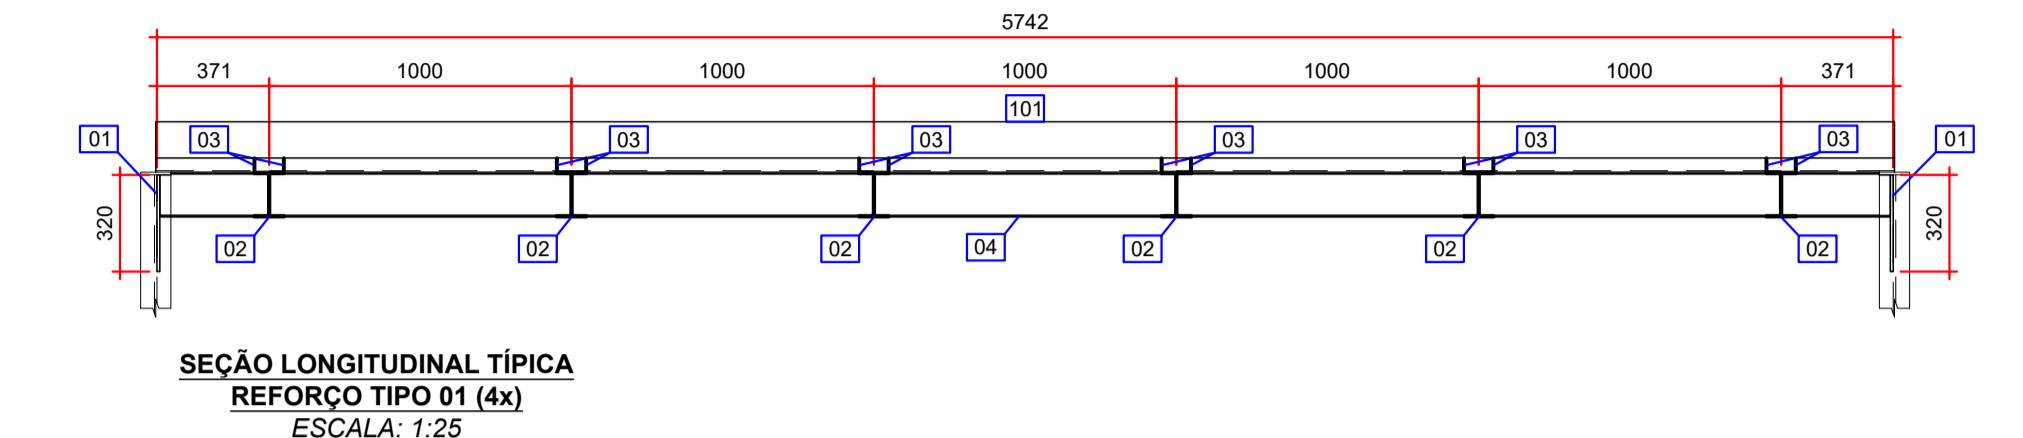 5742
371 1000 1000 1000 1000 1000 371
101
01 03 03 03 03 03 03 01
320 320
02 02 02 04 02 02 02
SEÇÃO LONGITUDINAL TÍPICA
REFORÇO TIPO 01 (4x)
ESCALA: 1:25